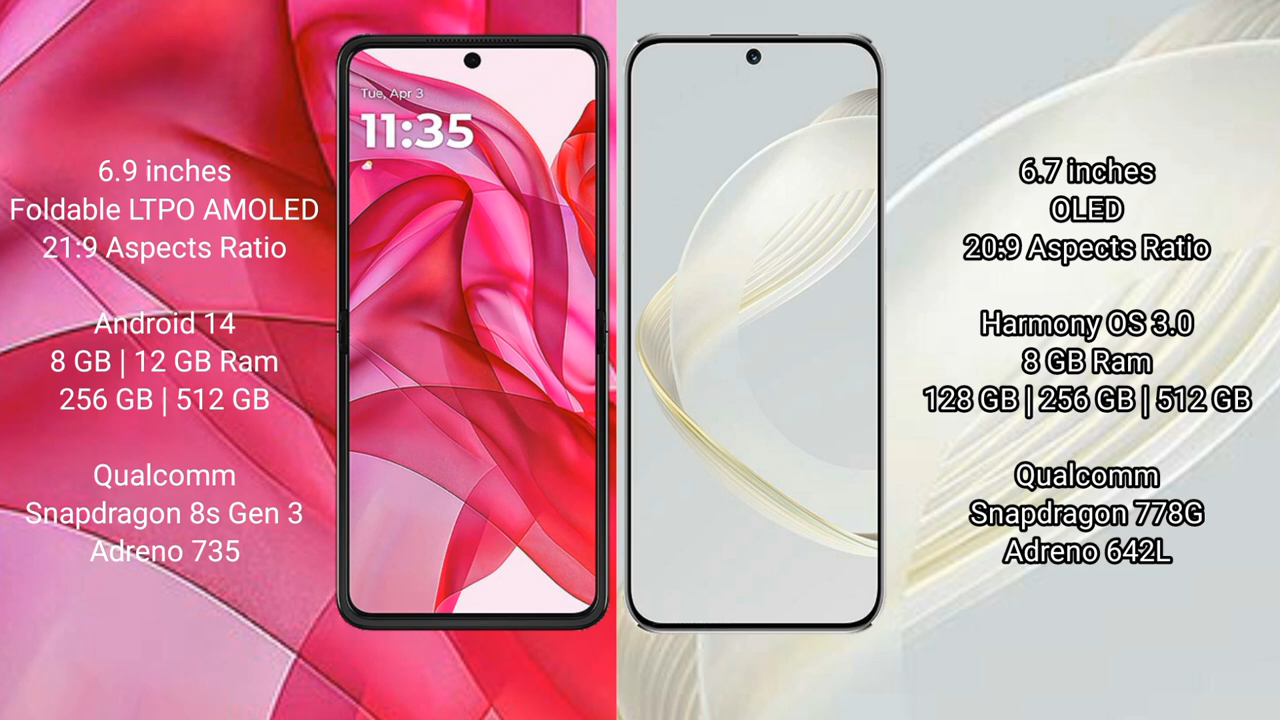 6.9 inches
Foldable LTPO AMOLED
21:9 Aspects Ratio
Android 14
8 GB | 12 GB Ram
256 GB | 512 GB
Qualcomm
Snapdragon 8s Gen 3
Adreno 735
Tue, Apr 3
11:35
6.7 inches
OLED
20:9 Aspects Ratio
Harmony OS 3.0
8 GB Ram
128 GB | 256 GB | 512 GB
Qualcomm
Snapdragon 778G
Adreno 642L